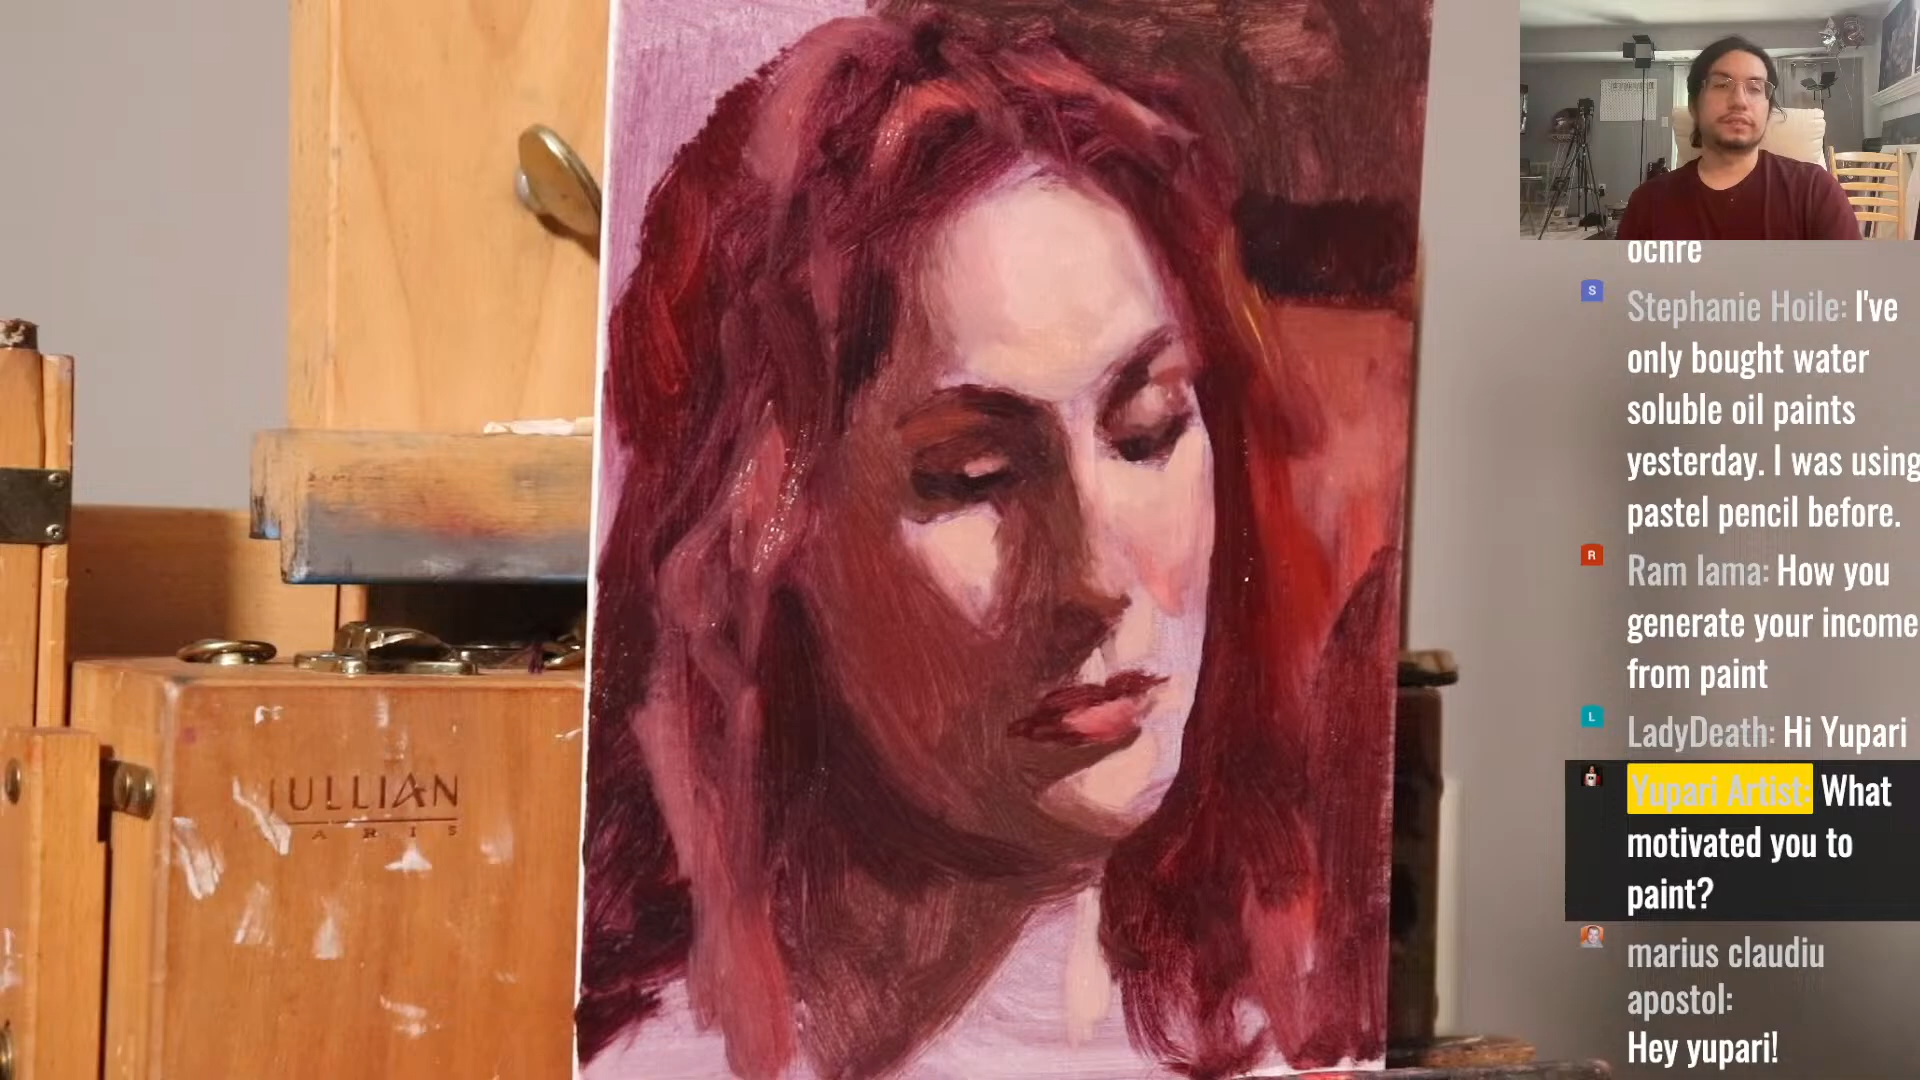 ochre
Stephanie Hoile: I've
only bought water
soluble oil paints
yesterday. I was using
pastel pencil before.
Ram lama: How you
generate your income
from paint
LadyDeath: Hi Yupari
Yupari Artist: What
motivated you to
paint?
marius claudiu
apostol:
Hey yupari!
JULLIAN
PARIS
S
R
L